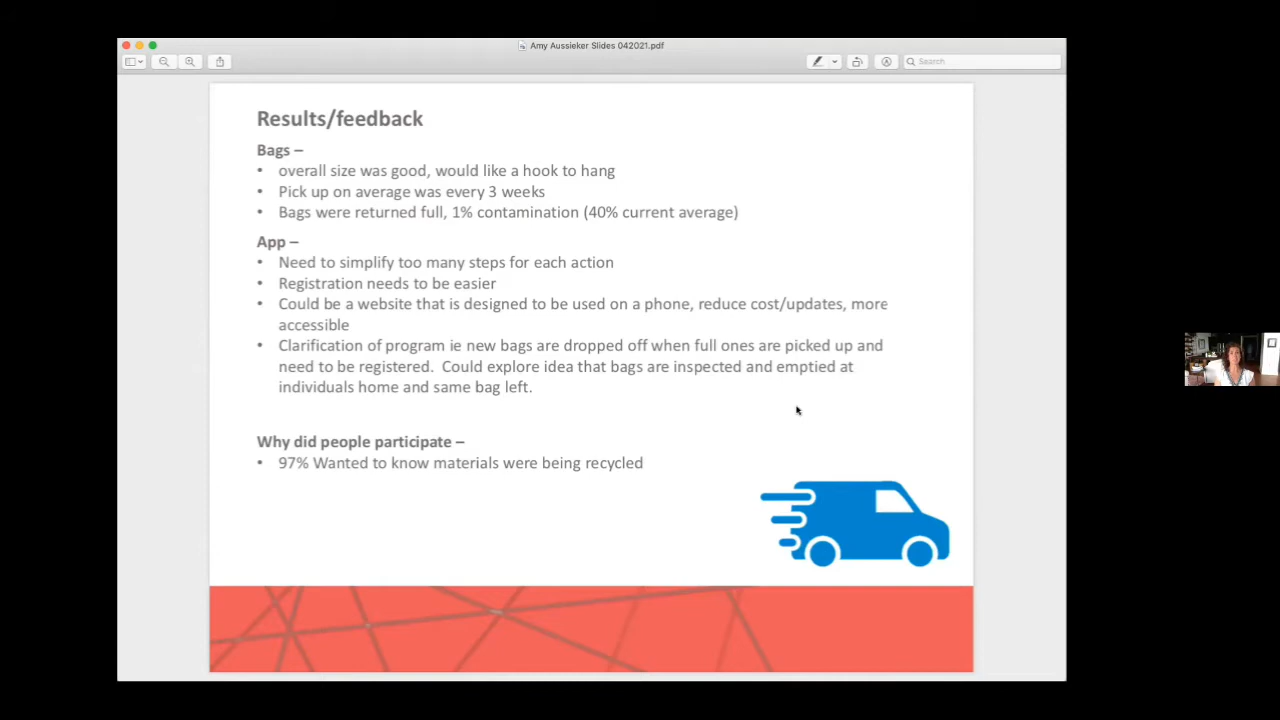 Amy Aussieker Slides 042021.pdf
Search
Results/feedback
Bags –
• overall size was good, would like a hook to hang
• Pick up on average was every 3 weeks
• Bags were returned full, 1% contamination (40% current average)
App –
• Need to simplify too many steps for each action
• Registration needs to be easier
• Could be a website that is designed to be used on a phone, reduce cost/updates, more
accessible
• Clarification of program ie new bags are dropped off when full ones are picked up and
need to be registered.  Could explore idea that bags are inspected and emptied at
individuals home and same bag left.
Why did people participate –
• 97% Wanted to know materials were being recycled